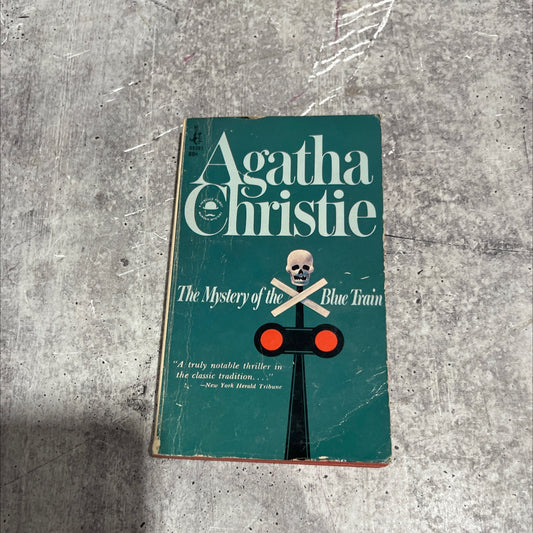 Agatha
Christie
The Mystery of the Blue Train
"A truly notable thriller in
the classic tradition. . . ."
—New York Herald Tribune